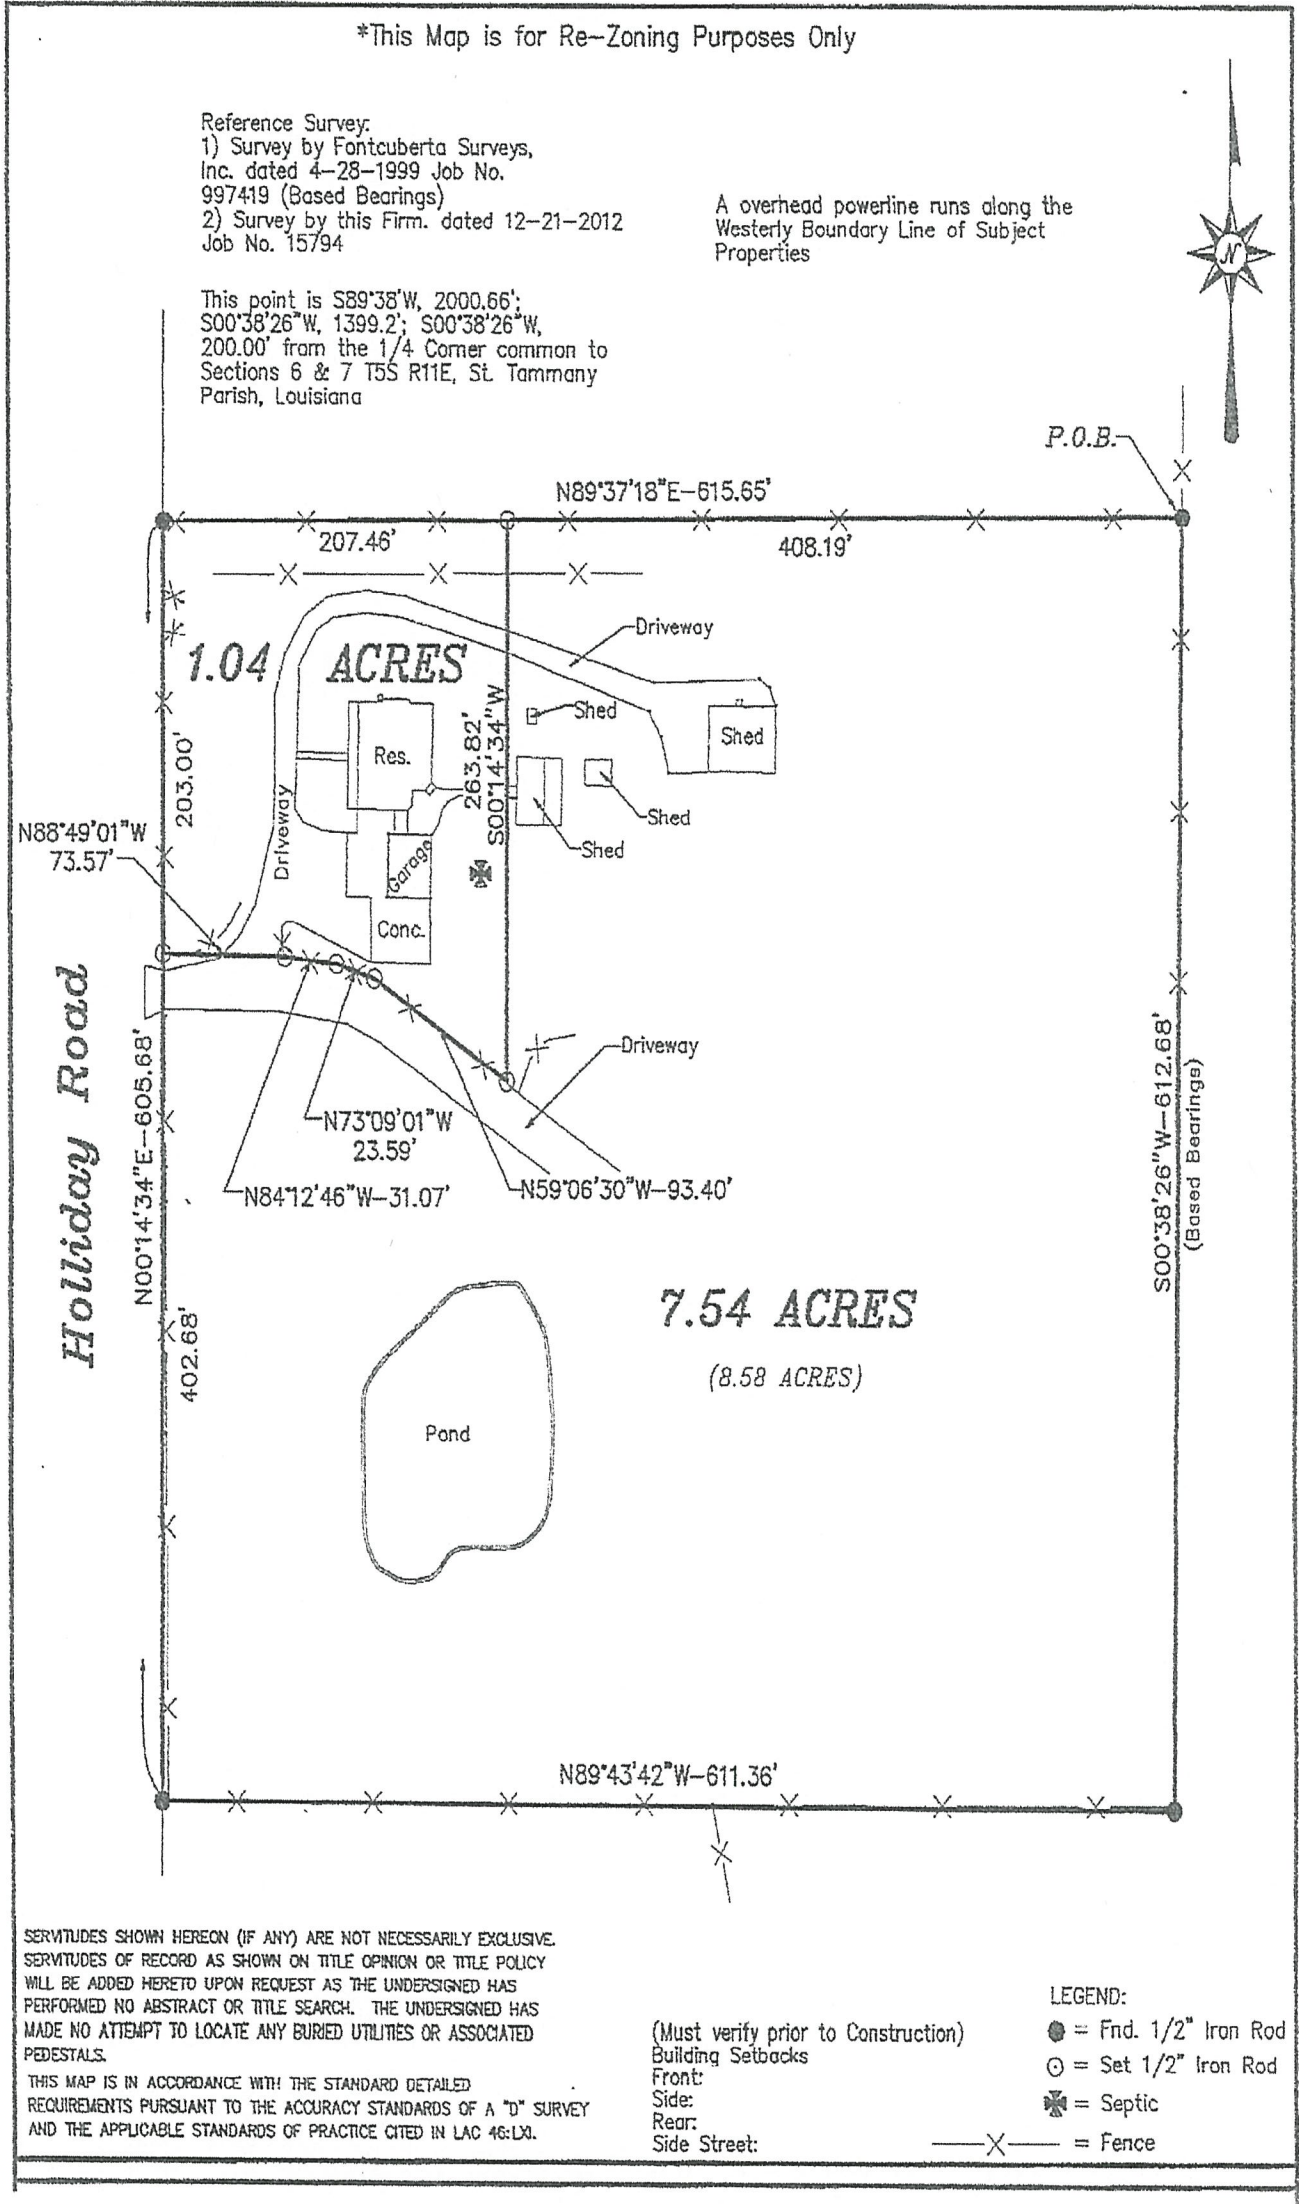 *This Map is for Re-Zoning Purposes Only
Reference Survey:
1) Survey by Fontcuberta Surveys,
Inc. dated 4-28-1999 Job No.
997419 (Based Bearings)
2) Survey by this Firm. dated 12-21-2012
Job No. 15794
A overhead powerline runs along the
Westerly Boundary Line of Subject
Properties
This point is S89°38'W, 2000.66';
S00°38'26"W, 1399.2'; S00°38'26"W,
200.00' from the 1/4 Corner common to
Sections 6 & 7 T5S R11E, St. Tammany
Parish, Louisiana
N
P.O.B.
N89°37'18"E-615.65'
207.46'
408.19'
Driveway
1.04 ACRES
Shed
Shed
Res.
263.82'
S00°14'34"W
203.00'
Driveway
Shed
Shed
N88°49'01"W
73.57'
Garage
Conc.
Holliday Road
N00°14'34"E-605.68'
Driveway
S00°38'26"W-612.68'
(Based Bearings)
N73°09'01"W
23.59'
N84°12'46"W-31.07'
N59°06'30"W-93.40'
7.54 ACRES
(8.58 ACRES)
402.68'
Pond
N89°43'42"W-611.36'
SERVITUDES SHOWN HEREON (IF ANY) ARE NOT NECESSARILY EXCLUSIVE.
SERVITUDES OF RECORD AS SHOWN ON TITLE OPINION OR TITLE POLICY
WILL BE ADDED HERETO UPON REQUEST AS THE UNDERSIGNED HAS
PERFORMED NO ABSTRACT OR TITLE SEARCH. THE UNDERSIGNED HAS
MADE NO ATTEMPT TO LOCATE ANY BURIED UTILITIES OR ASSOCIATED
PEDESTALS.
THIS MAP IS IN ACCORDANCE WITH THE STANDARD DETAILED
REQUIREMENTS PURSUANT TO THE ACCURACY STANDARDS OF A "D" SURVEY
AND THE APPLICABLE STANDARDS OF PRACTICE CITED IN LAC 46:LXI.
(Must verify prior to Construction)
Building Setbacks
Front:
Side:
Rear:
Side Street:
LEGEND:
= Fnd. 1/2" Iron Rod
= Set 1/2" Iron Rod
= Septic
= Fence